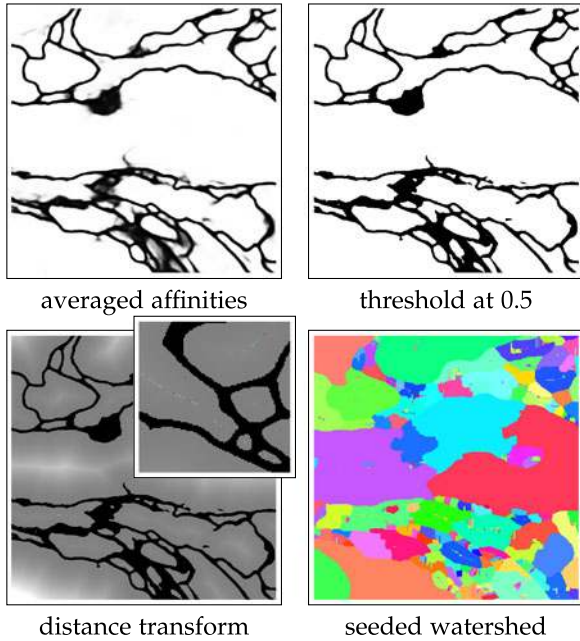 averaged affinities
threshold at 0.5
distance transform
seeded watershed